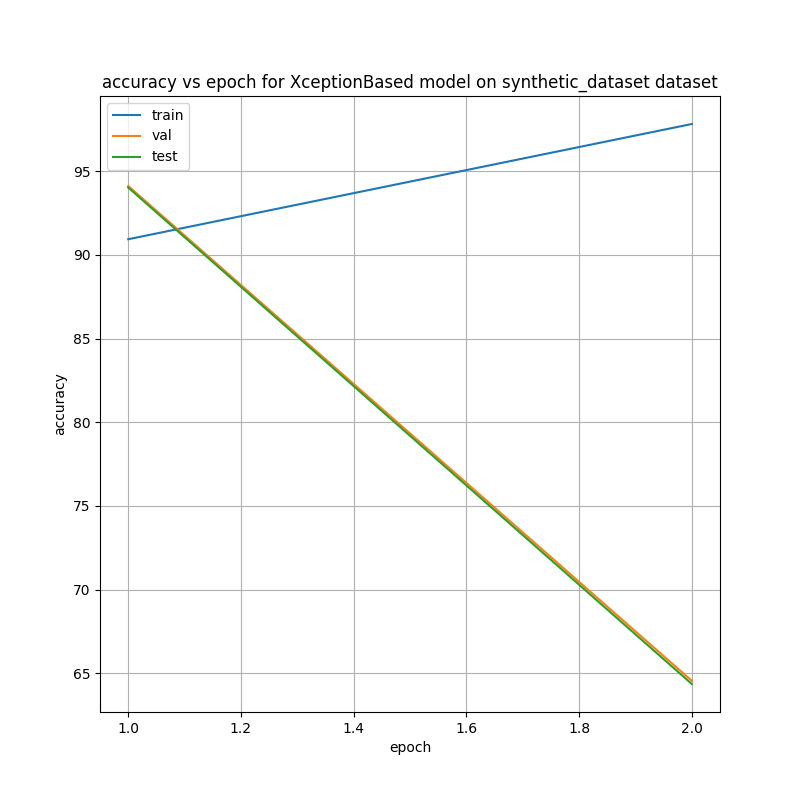 accuracy vs epoch for XceptionBased model on synthetic_dataset dataset
train
val
test
95
90
85
80
75
70
65
accuracy
1.0 1.2 1.4 1.6 1.8 2.0
epoch